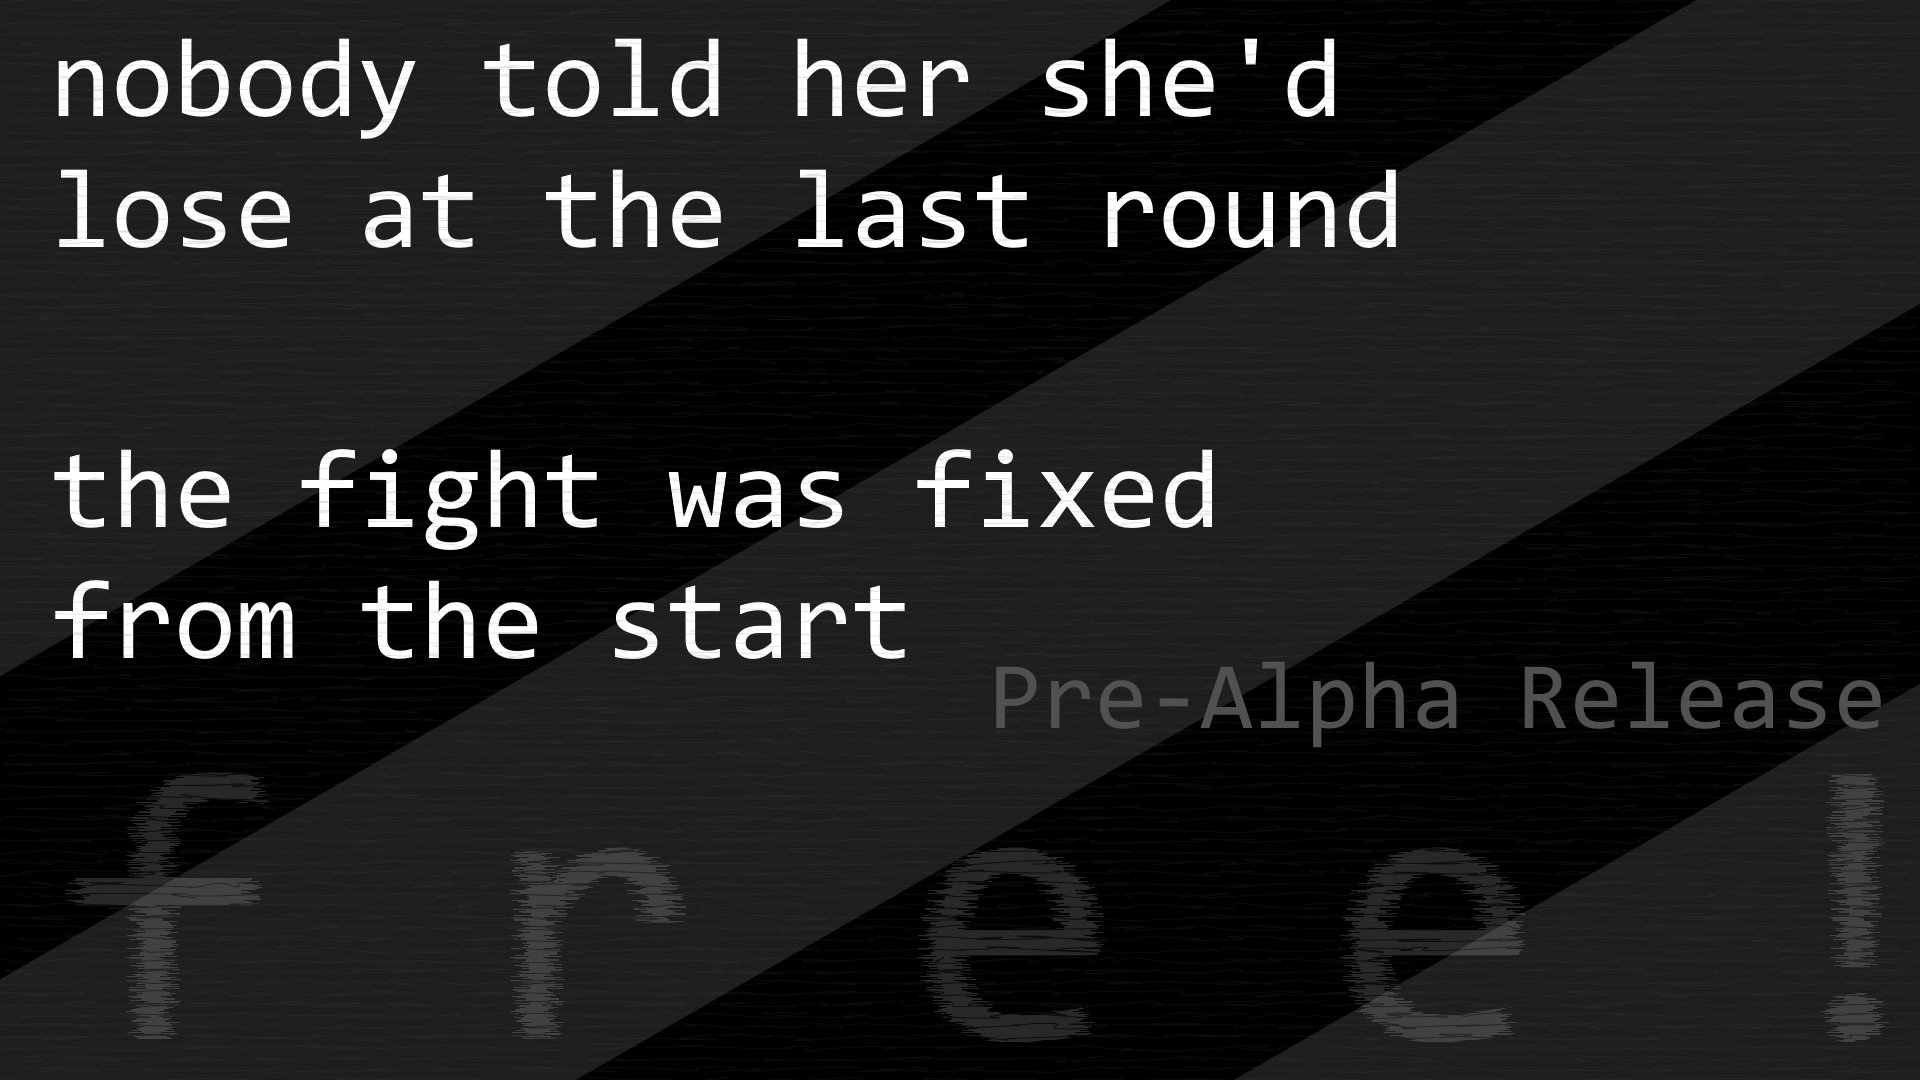 nobody told her she'd
lose at the last round
the fight was fixed
from the start
Pre-Alpha Release
free!